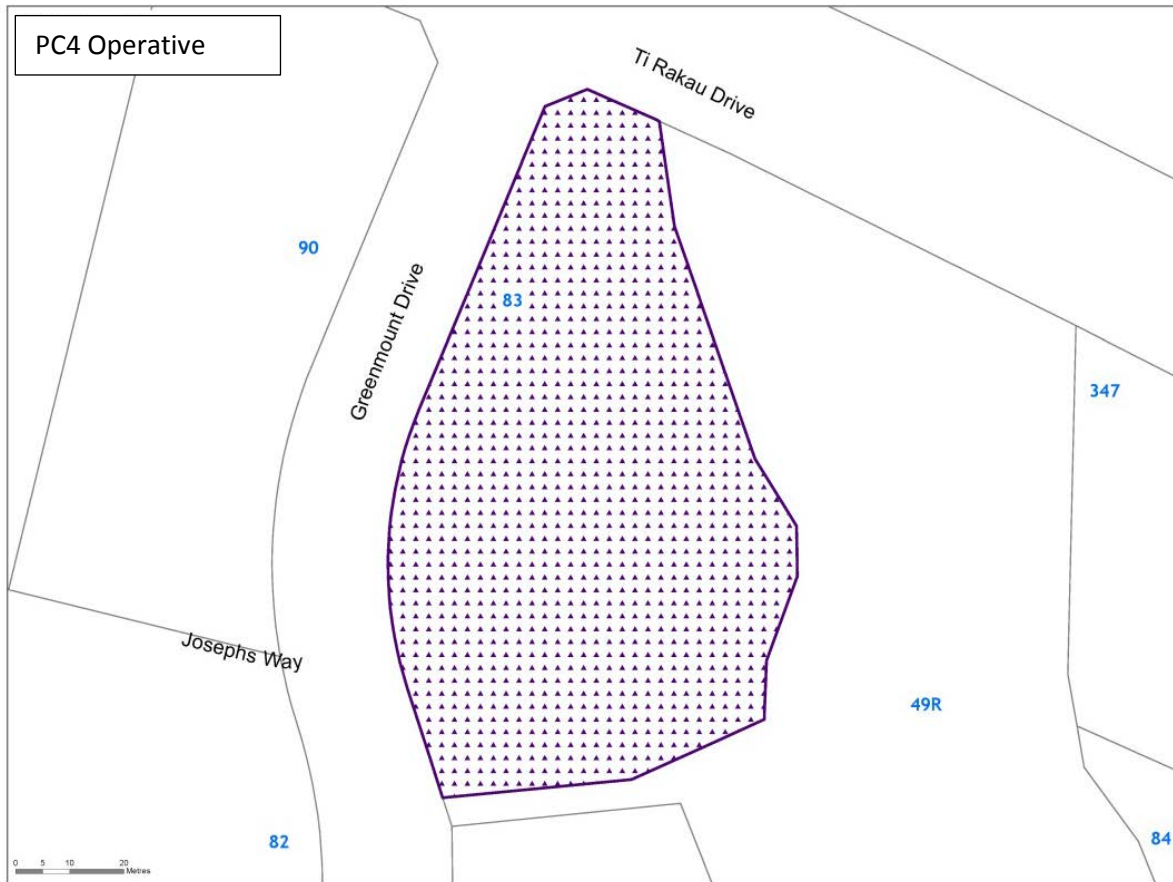 PC4 Operative
Ti Rakau Drive
90
Greenmount Drive
83
347
Josephs Way
49R
82
84
0 5 10 20
Metres